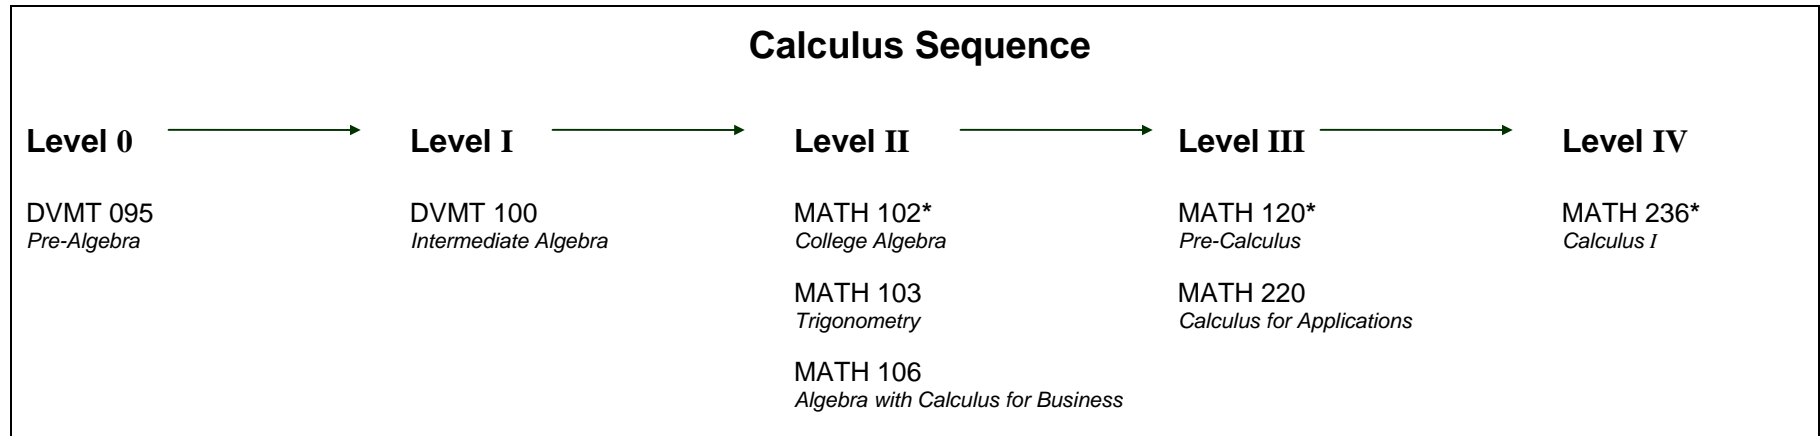 Calculus Sequence
Level 0
Level I
Level II
Level III
Level IV
DVMT 095
Pre-Algebra
DVMT 100
Intermediate Algebra
MATH 102*
College Algebra
MATH 103
Trigonometry
MATH 106
Algebra with Calculus for Business
MATH 120*
Pre-Calculus
MATH 220
Calculus for Applications
MATH 236*
Calculus I